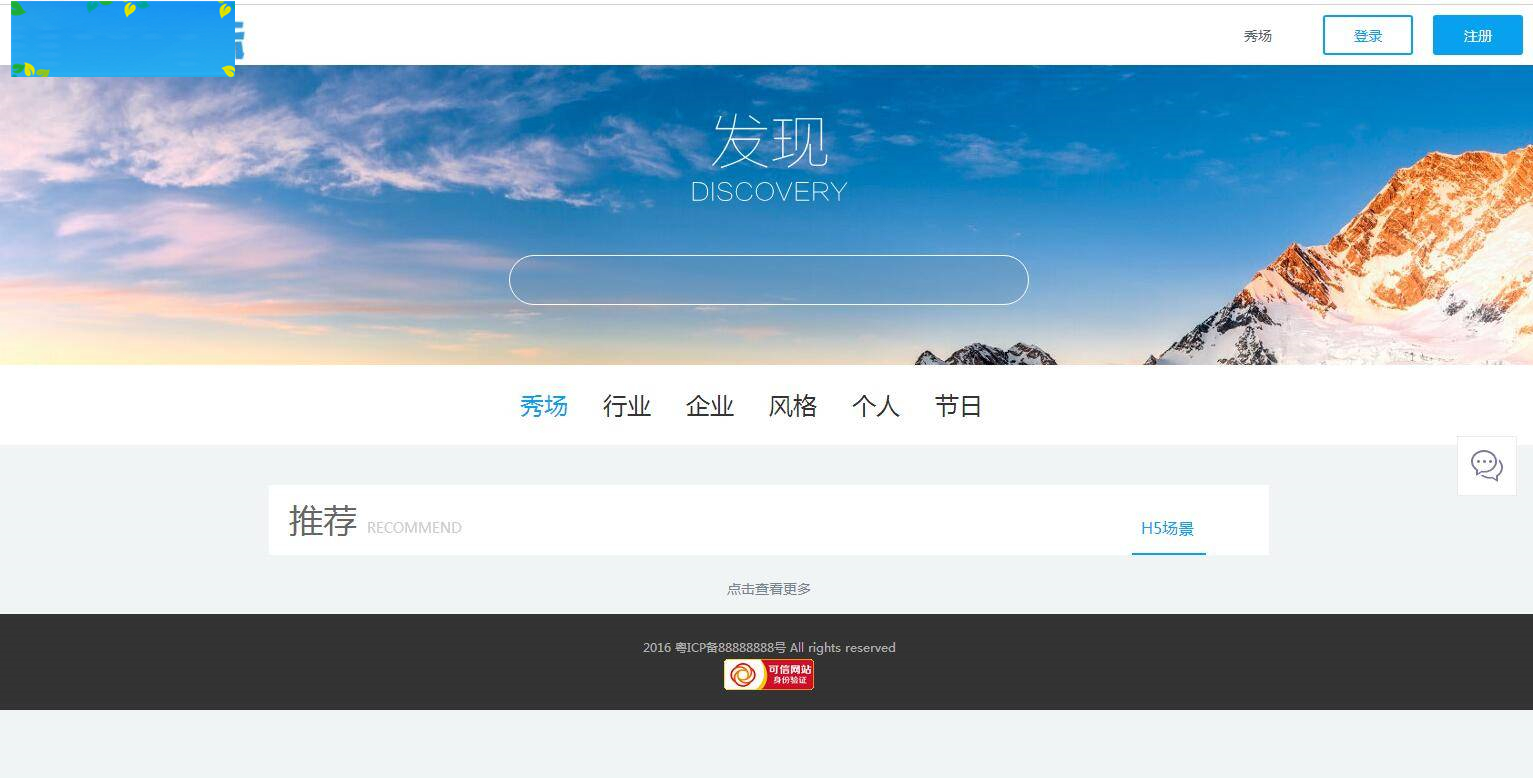 秀场 登录 注册
发现
DISCOVERY
秀场 行业 企业 风格 个人 节日
推荐 RECOMMEND H5场景
点击查看更多
2016 粤ICP备88888888号 All rights reserved
可信网站
身份验证